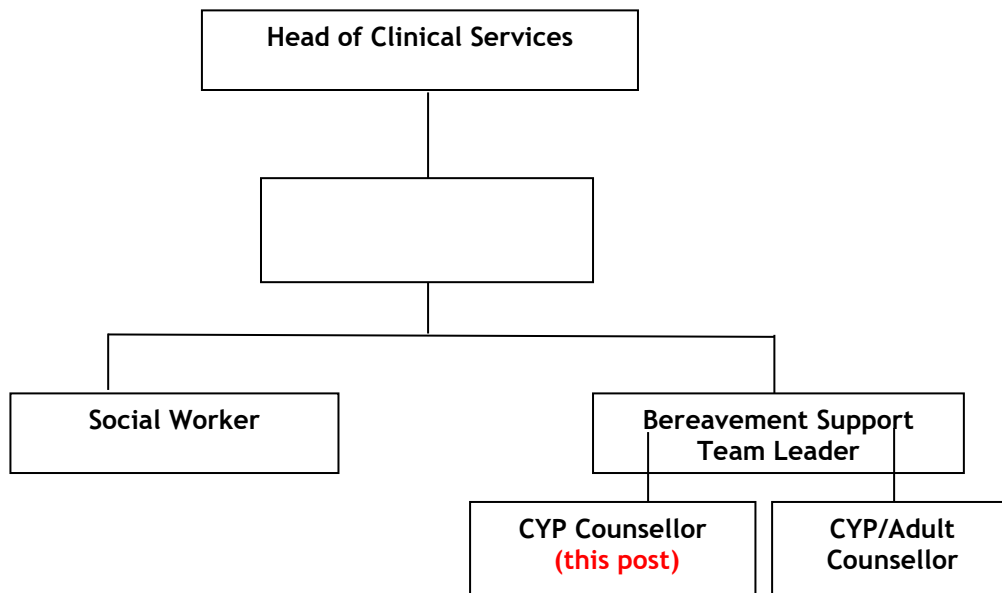 Head of Clinical Services
Social Worker
Bereavement Support
Team Leader
CYP Counsellor
(this post)
CYP/Adult
Counsellor